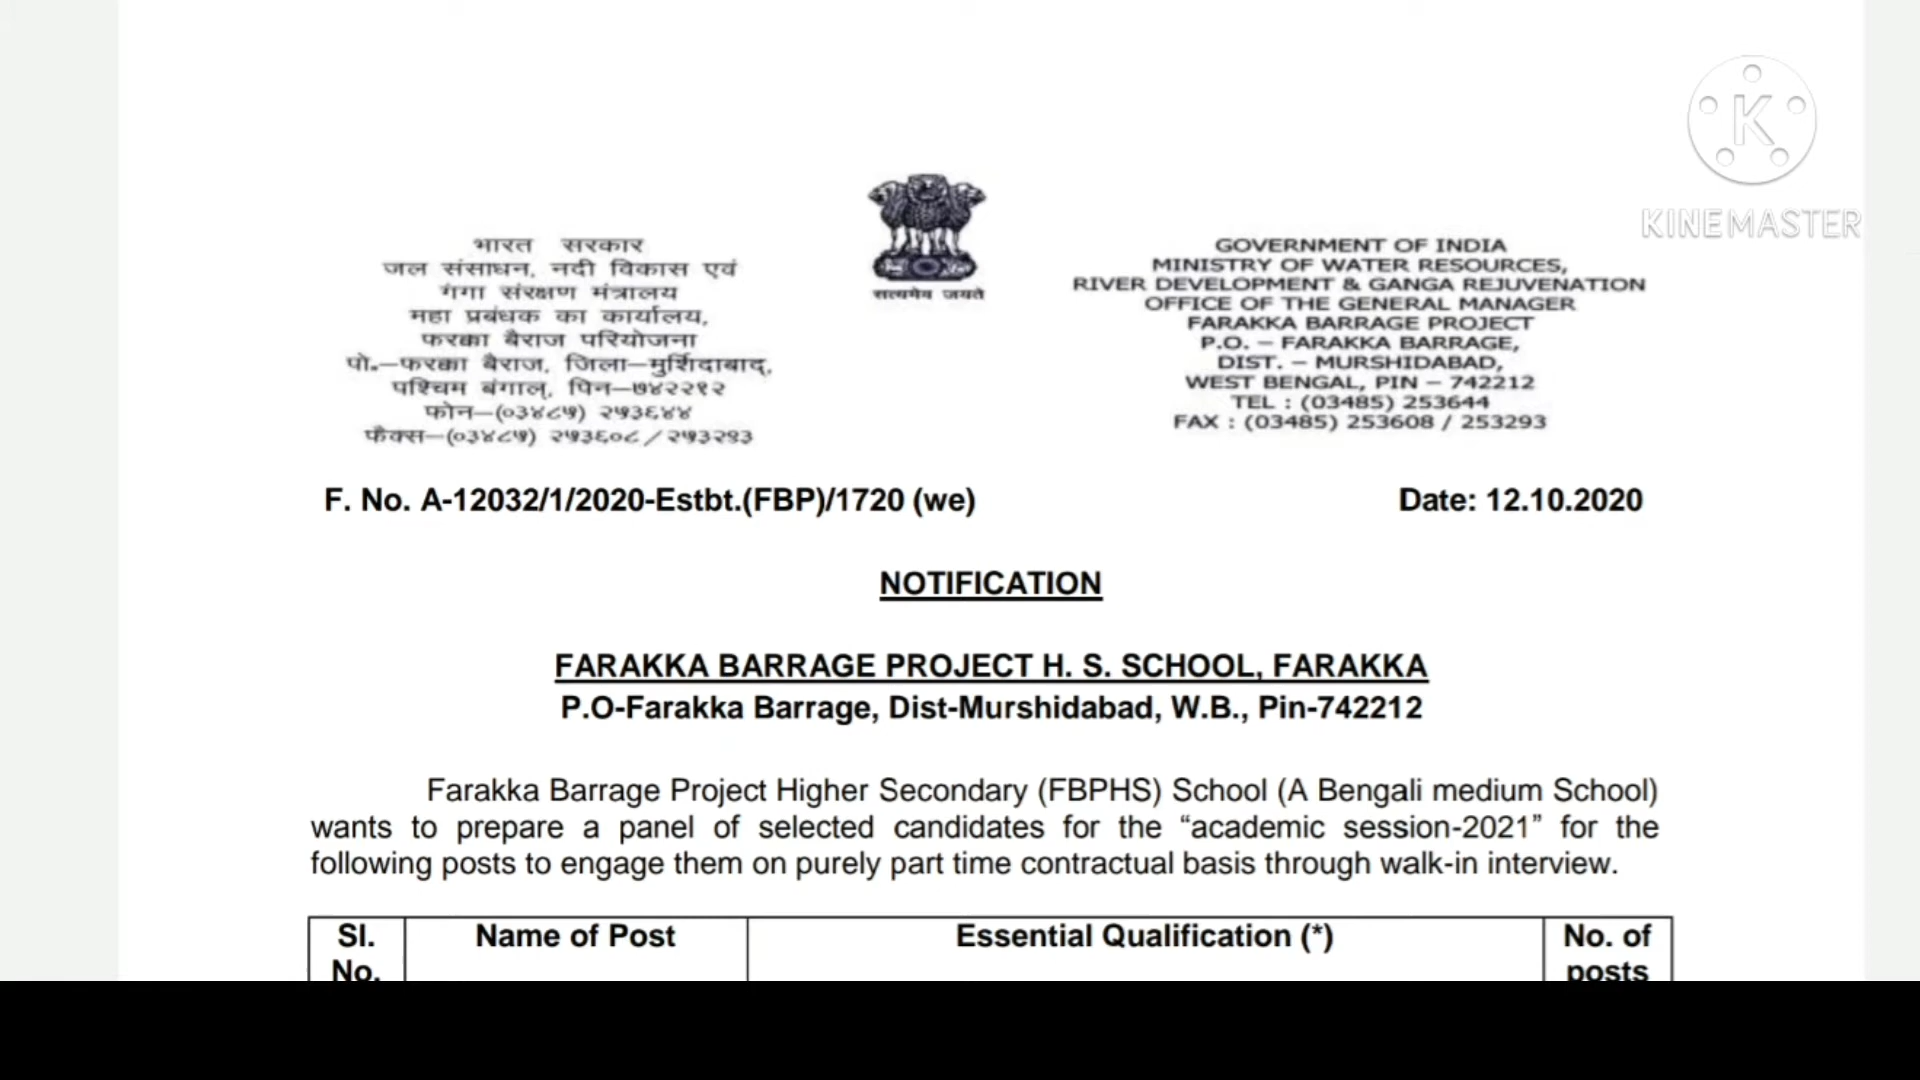 KINEMASTER
भारत सरकार
जल संसाधन, नदी विकास एवं
गंगा संरक्षण मंत्रालय
महा प्रबंधक का कार्यालय,
फरक्का बैराज परियोजना
पो.–फरक्का बैराज, जिला–मुर्शिदाबाद,
पश्चिम बंगाल, पिन–७४२२१२
फोन–(०३४८५) २५३६४४
फैक्स–(०३४८५) २५३६०८/२५३२९३
सत्यमेव जयते
GOVERNMENT OF INDIA
MINISTRY OF WATER RESOURCES,
RIVER DEVELOPMENT & GANGA REJUVENATION
OFFICE OF THE GENERAL MANAGER
FARAKKA BARRAGE PROJECT
P.O. – FARAKKA BARRAGE,
DIST. – MURSHIDABAD,
WEST BENGAL, PIN – 742212
TEL : (03485) 253644
FAX : (03485) 253608 / 253293
F. No. A-12032/1/2020-Estbt.(FBP)/1720 (we) Date: 12.10.2020
NOTIFICATION
FARAKKA BARRAGE PROJECT H. S. SCHOOL, FARAKKA
P.O-Farakka Barrage, Dist-Murshidabad, W.B., Pin-742212
Farakka Barrage Project Higher Secondary (FBPHS) School (A Bengali medium School)
wants to prepare a panel of selected candidates for the “academic session-2021” for the
following posts to engage them on purely part time contractual basis through walk-in interview.
Sl. No. Name of Post Essential Qualification (*) No. of posts